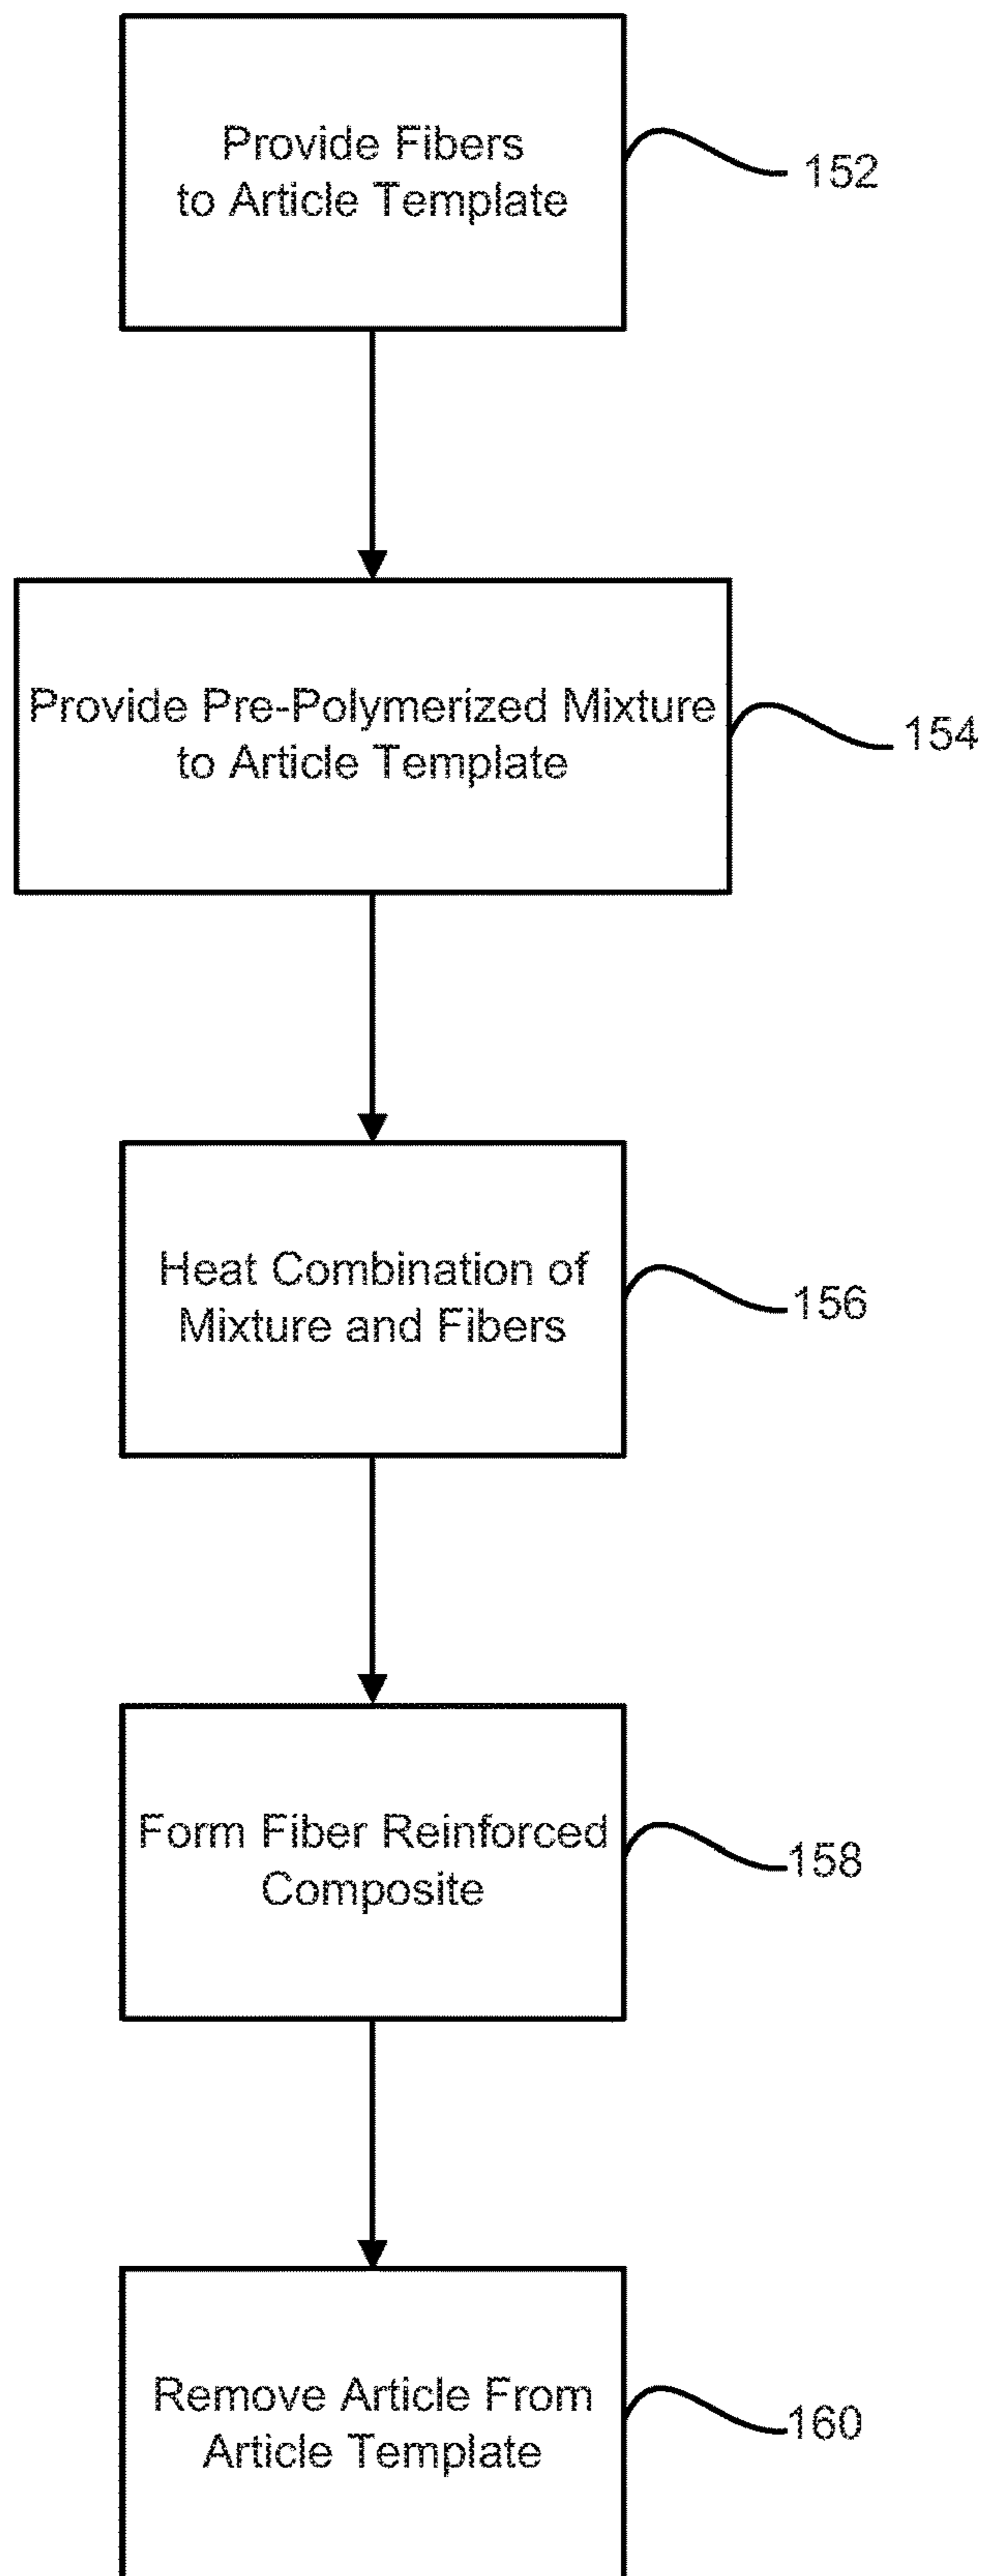 Provide Fibers
to Article Template
152
Provide Pre-Polymerized Mixture
to Article Template
154
Heat Combination of
Mixture and Fibers
156
Form Fiber Reinforced
Composite
158
Remove Article From
Article Template
160